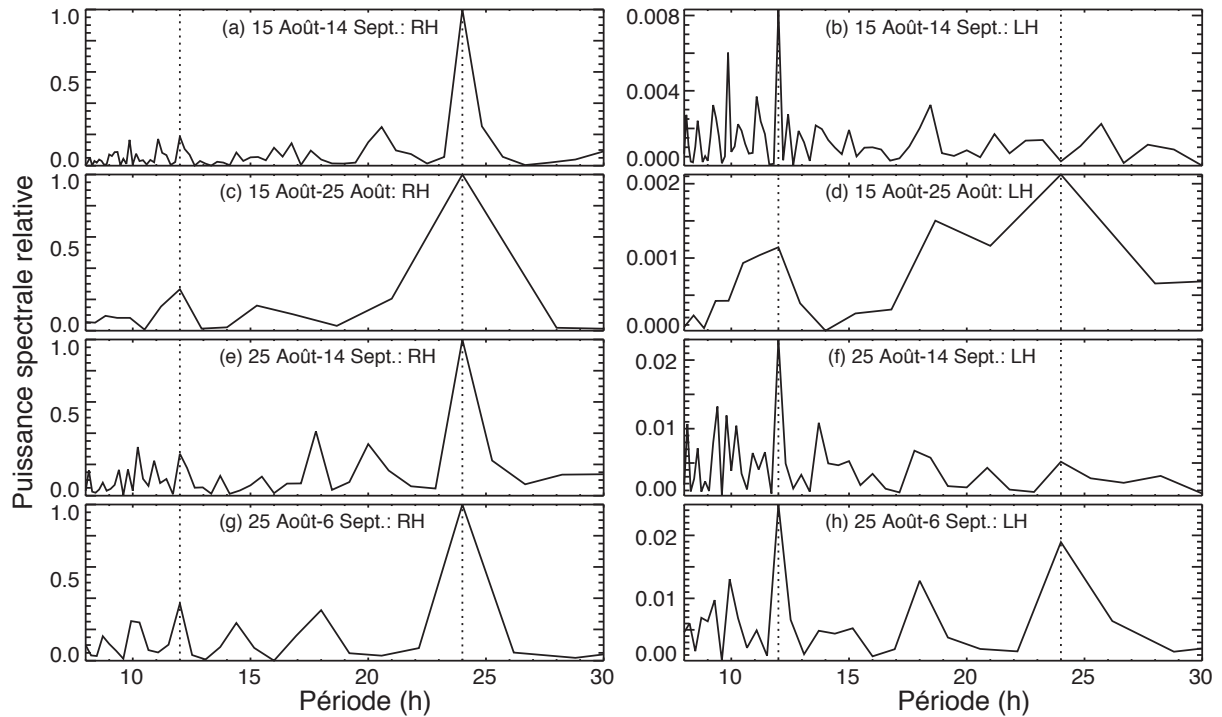 Puissance spectrale relative
(a) 15 Août-14 Sept.: RH
1.0
0.5
0.0
(b) 15 Août-14 Sept.: LH
0.008
0.004
0.000
(c) 15 Août-25 Août: RH
1.0
0.5
0.0
(d) 15 Août-25 Août: LH
0.002
0.001
0.000
(e) 25 Août-14 Sept.: RH
1.0
0.5
0.0
(f) 25 Août-14 Sept.: LH
0.02
0.01
0.00
(g) 25 Août-6 Sept.: RH
1.0
0.5
0.0
(h) 25 Août-6 Sept.: LH
0.02
0.01
0.00
10 15 20 25 30
10 15 20 25 30
Période (h)
Période (h)